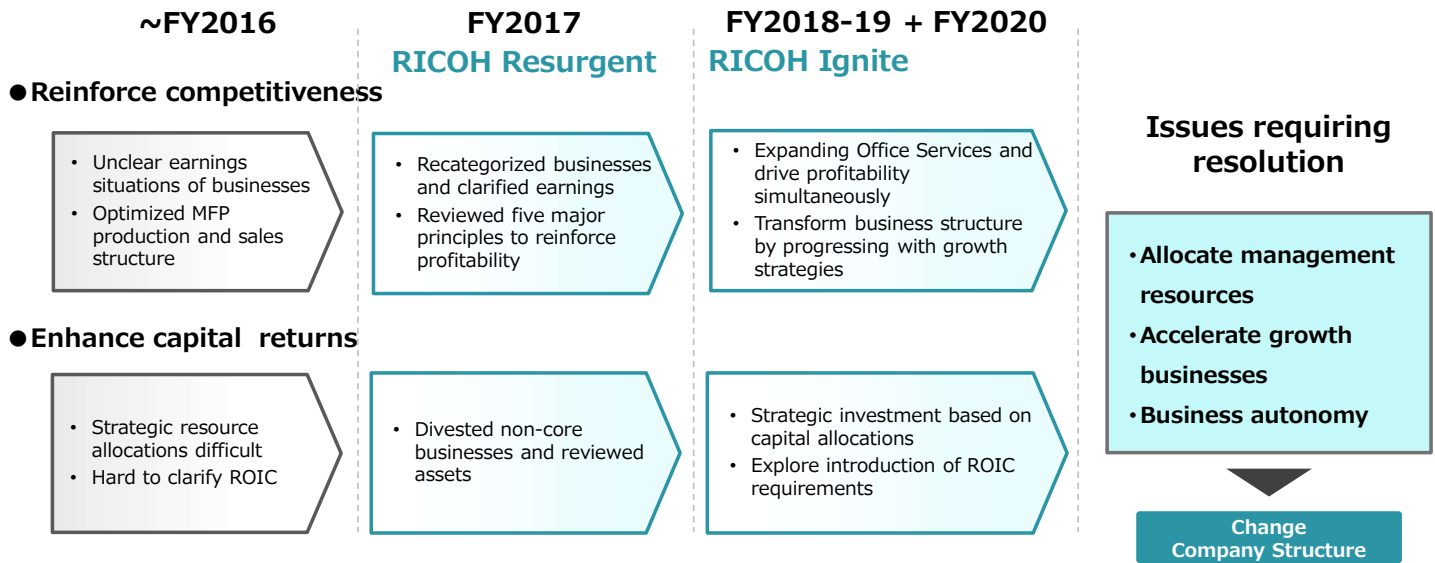 ~FY2016
FY2017
RICOH Resurgent
FY2018-19 + FY2020
RICOH Ignite
●Reinforce competitiveness
• Unclear earnings
situations of businesses
• Optimized MFP
production and sales
structure
• Recategorized businesses
and clarified earnings
• Reviewed five major
principles to reinforce
profitability
• Expanding Office Services and
drive profitability
simultaneously
• Transform business structure
by progressing with growth
strategies
●Enhance capital returns
• Strategic resource
allocations difficult
• Hard to clarify ROIC
• Divested non-core
businesses and reviewed
assets
• Strategic investment based on
capital allocations
• Explore introduction of ROIC
requirements
Issues requiring
resolution
・Allocate management
resources
・Accelerate growth
businesses
・Business autonomy
Change
Company Structure